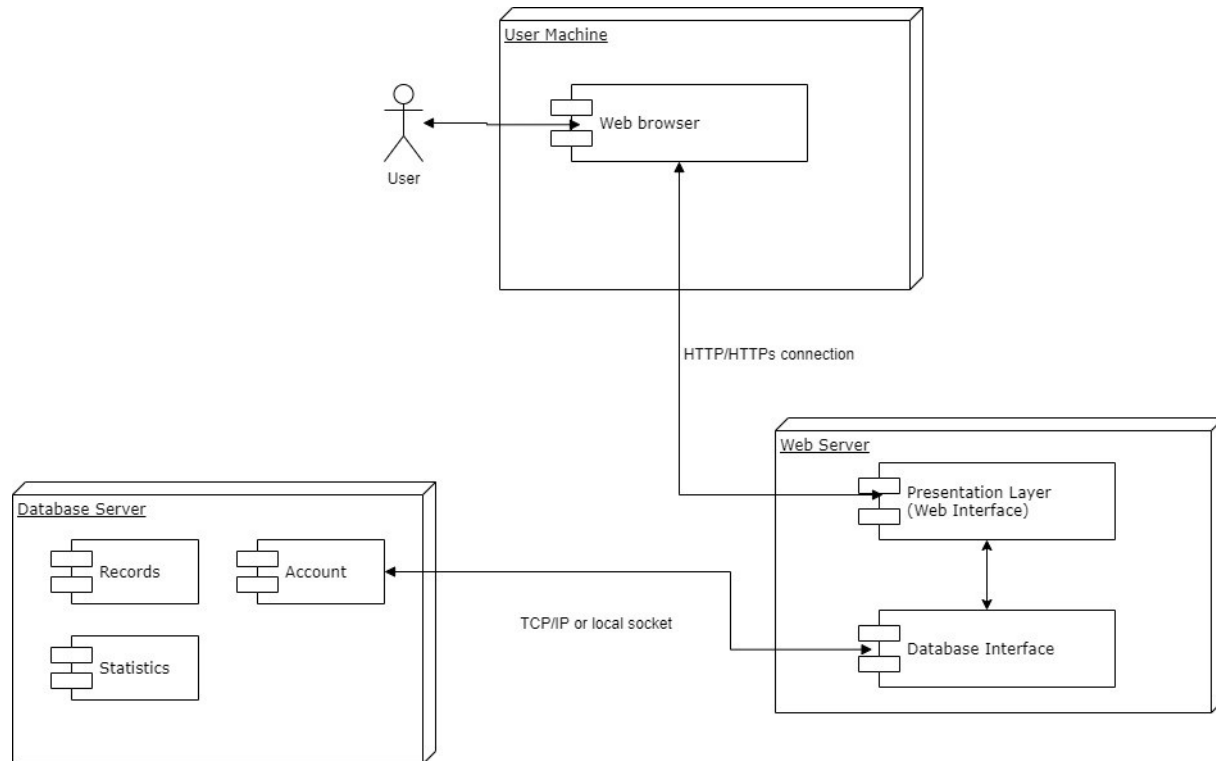 User Machine
Web browser
User
HTTP/HTTPs connection
Web Server
Presentation Layer
(Web Interface)
Database Server
Records
Account
TCP/IP or local socket
Database Interface
Statistics